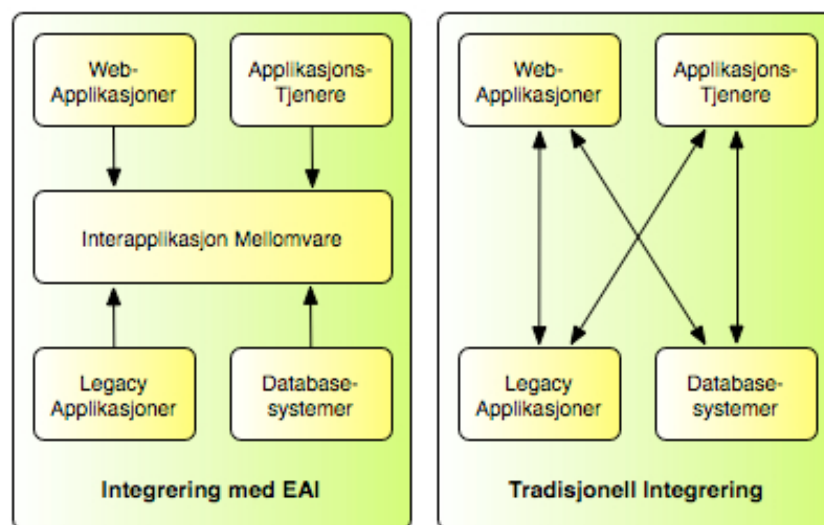 Web-
Applikasjoner
Applikasjons-
Tjenere
Interapplikasjon Mellomvare
Legacy
Applikasjoner
Database-
systemer
Integrering med EAI
Web-
Applikasjoner
Applikasjons-
Tjenere
Legacy
Applikasjoner
Database-
systemer
Tradisjonell Integrering